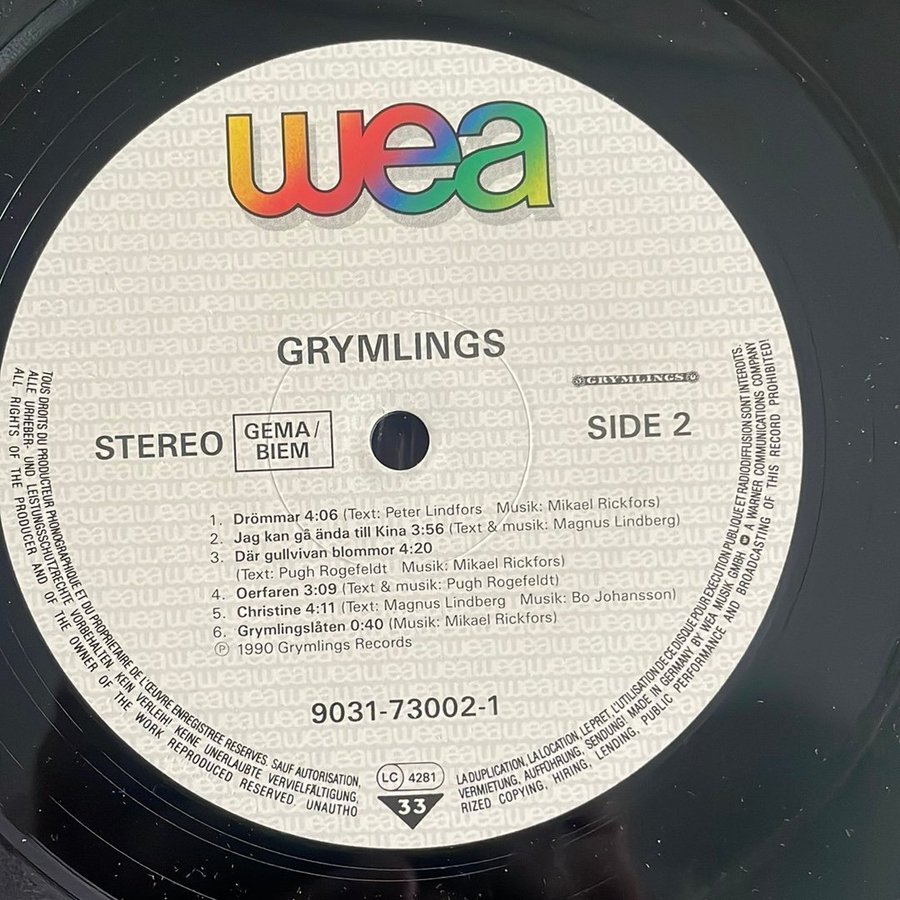 wea
GRYMLINGS
GRYMLINGS
STEREO
GEMA/
BIEM
SIDE 2
1. Drömmar 4:06 (Text: Peter Lindfors Musik: Mikael Rickfors)
2. Jag kan gå ända till Kina 3:56 (Text & musik: Magnus Lindberg)
3. Där gullvivan blommor 4:20
(Text: Pugh Rogefeldt Musik: Mikael Rickfors)
4. Oerfaren 3:09 (Text & musik: Pugh Rogefeldt)
5. Christine 4:11 (Text: Magnus Lindberg Musik: Bo Johansson)
6. Grymlingslåten 0:40 (Musik: Mikael Rickfors)
℗ 1990 Grymlings Records
9031-73002-1
LC 4281
33
TOUS DROITS DU PRODUCTEUR PHONOGRAPHIQUE ET DU PROPRIETAIRE DE L'ŒUVRE ENREGISTREE RESERVES. SAUF AUTORISATION, LA DUPLICATION, LA LOCATION, LE PRET, L'UTILISATION DE CE DISQUE POUR EXECUTION PUBLIQUE ET RADIODIFFUSION SONT INTERDITS.
ALLE URHEBER- UND LEISTUNGSSCHUTZRECHTE VORBEHALTEN. KEIN VERLEIH! KEINE UNERLAUBTE VERVIELFÄLTIGUNG, VERMIETUNG, AUFFÜHRUNG, SENDUNG! MADE IN GERMANY BY WEA MUSIK GMBH A WARNER COMMUNICATIONS COMPANY
ALL RIGHTS OF THE PRODUCER AND OF THE OWNER OF THE WORK REPRODUCED RESERVED. UNAUTHORIZED COPYING, HIRING, LENDING, PUBLIC PERFORMANCE AND BROADCASTING OF THIS RECORD PROHIBITED!